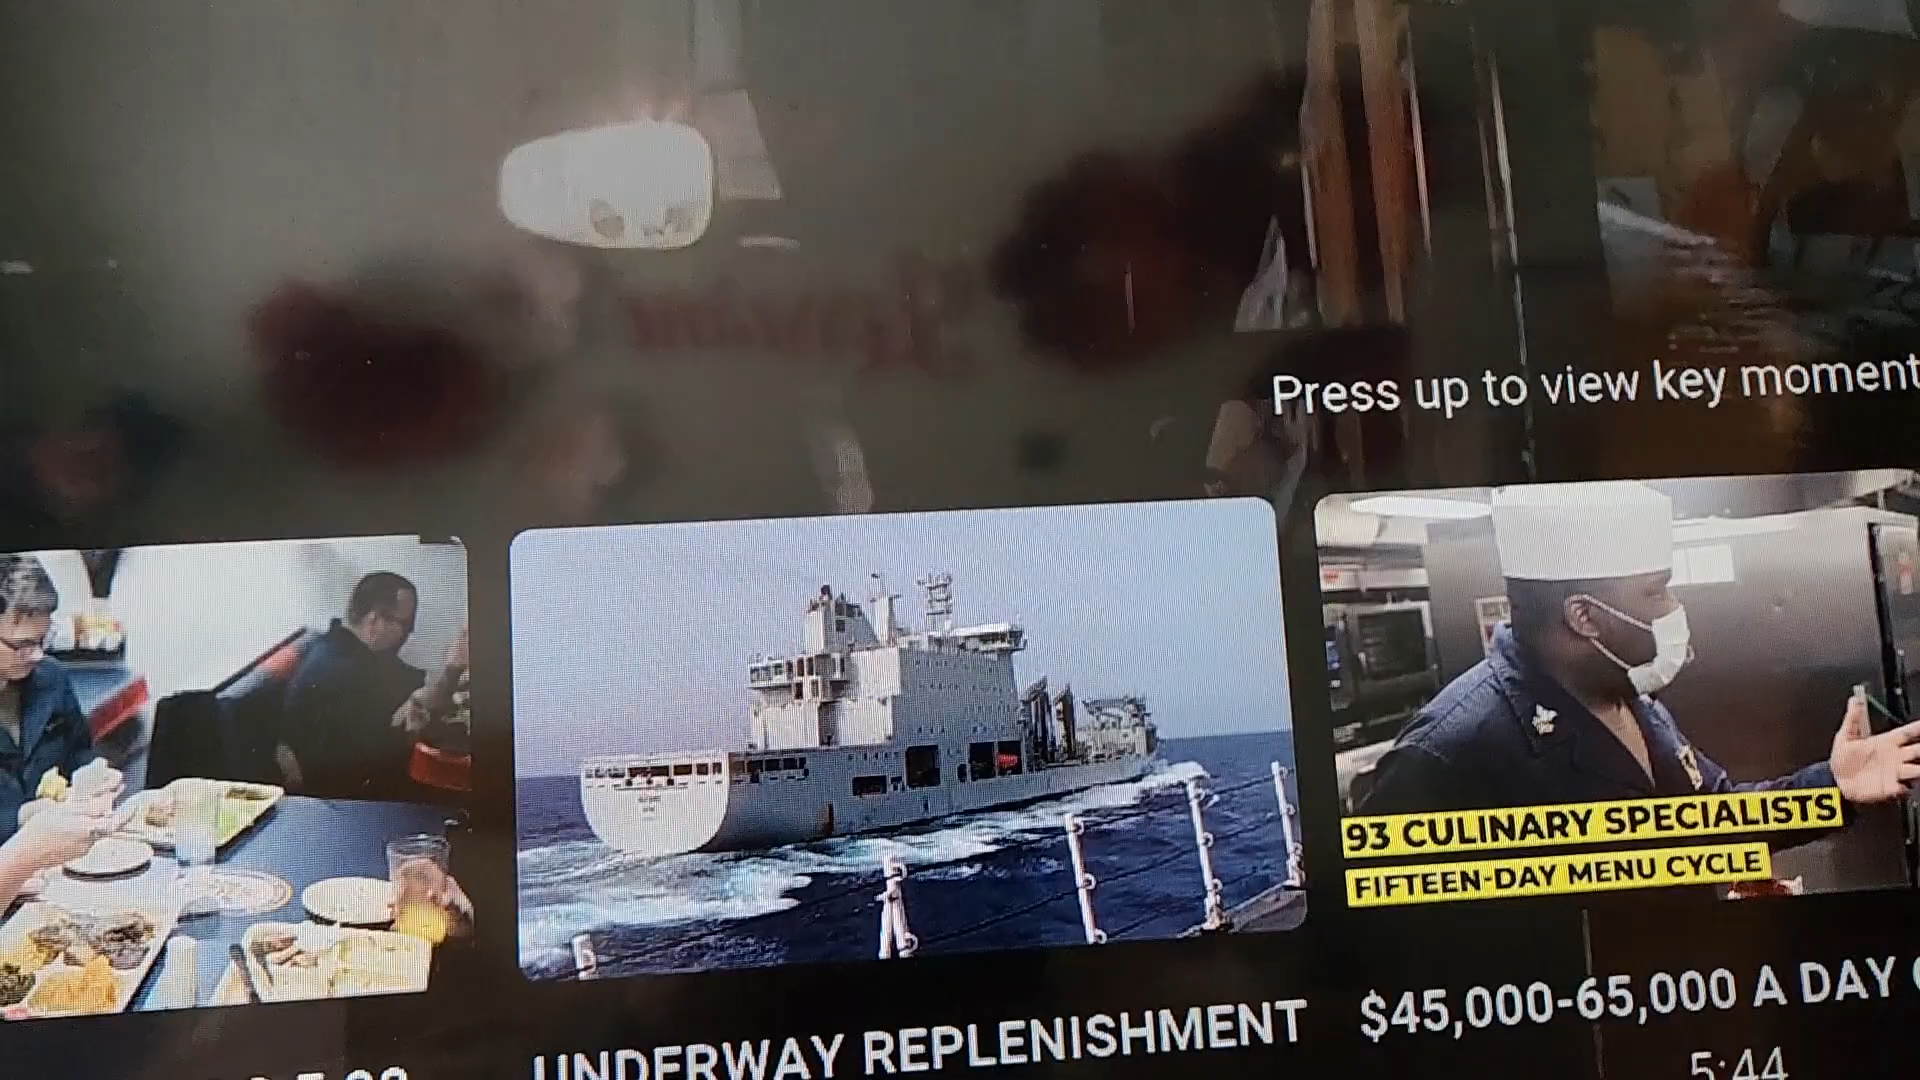 Press up to view key moment
93 CULINARY SPECIALISTS
FIFTEEN-DAY MENU CYCLE
UNDERWAY REPLENISHMENT
$45,000-65,000 A DAY
5:44